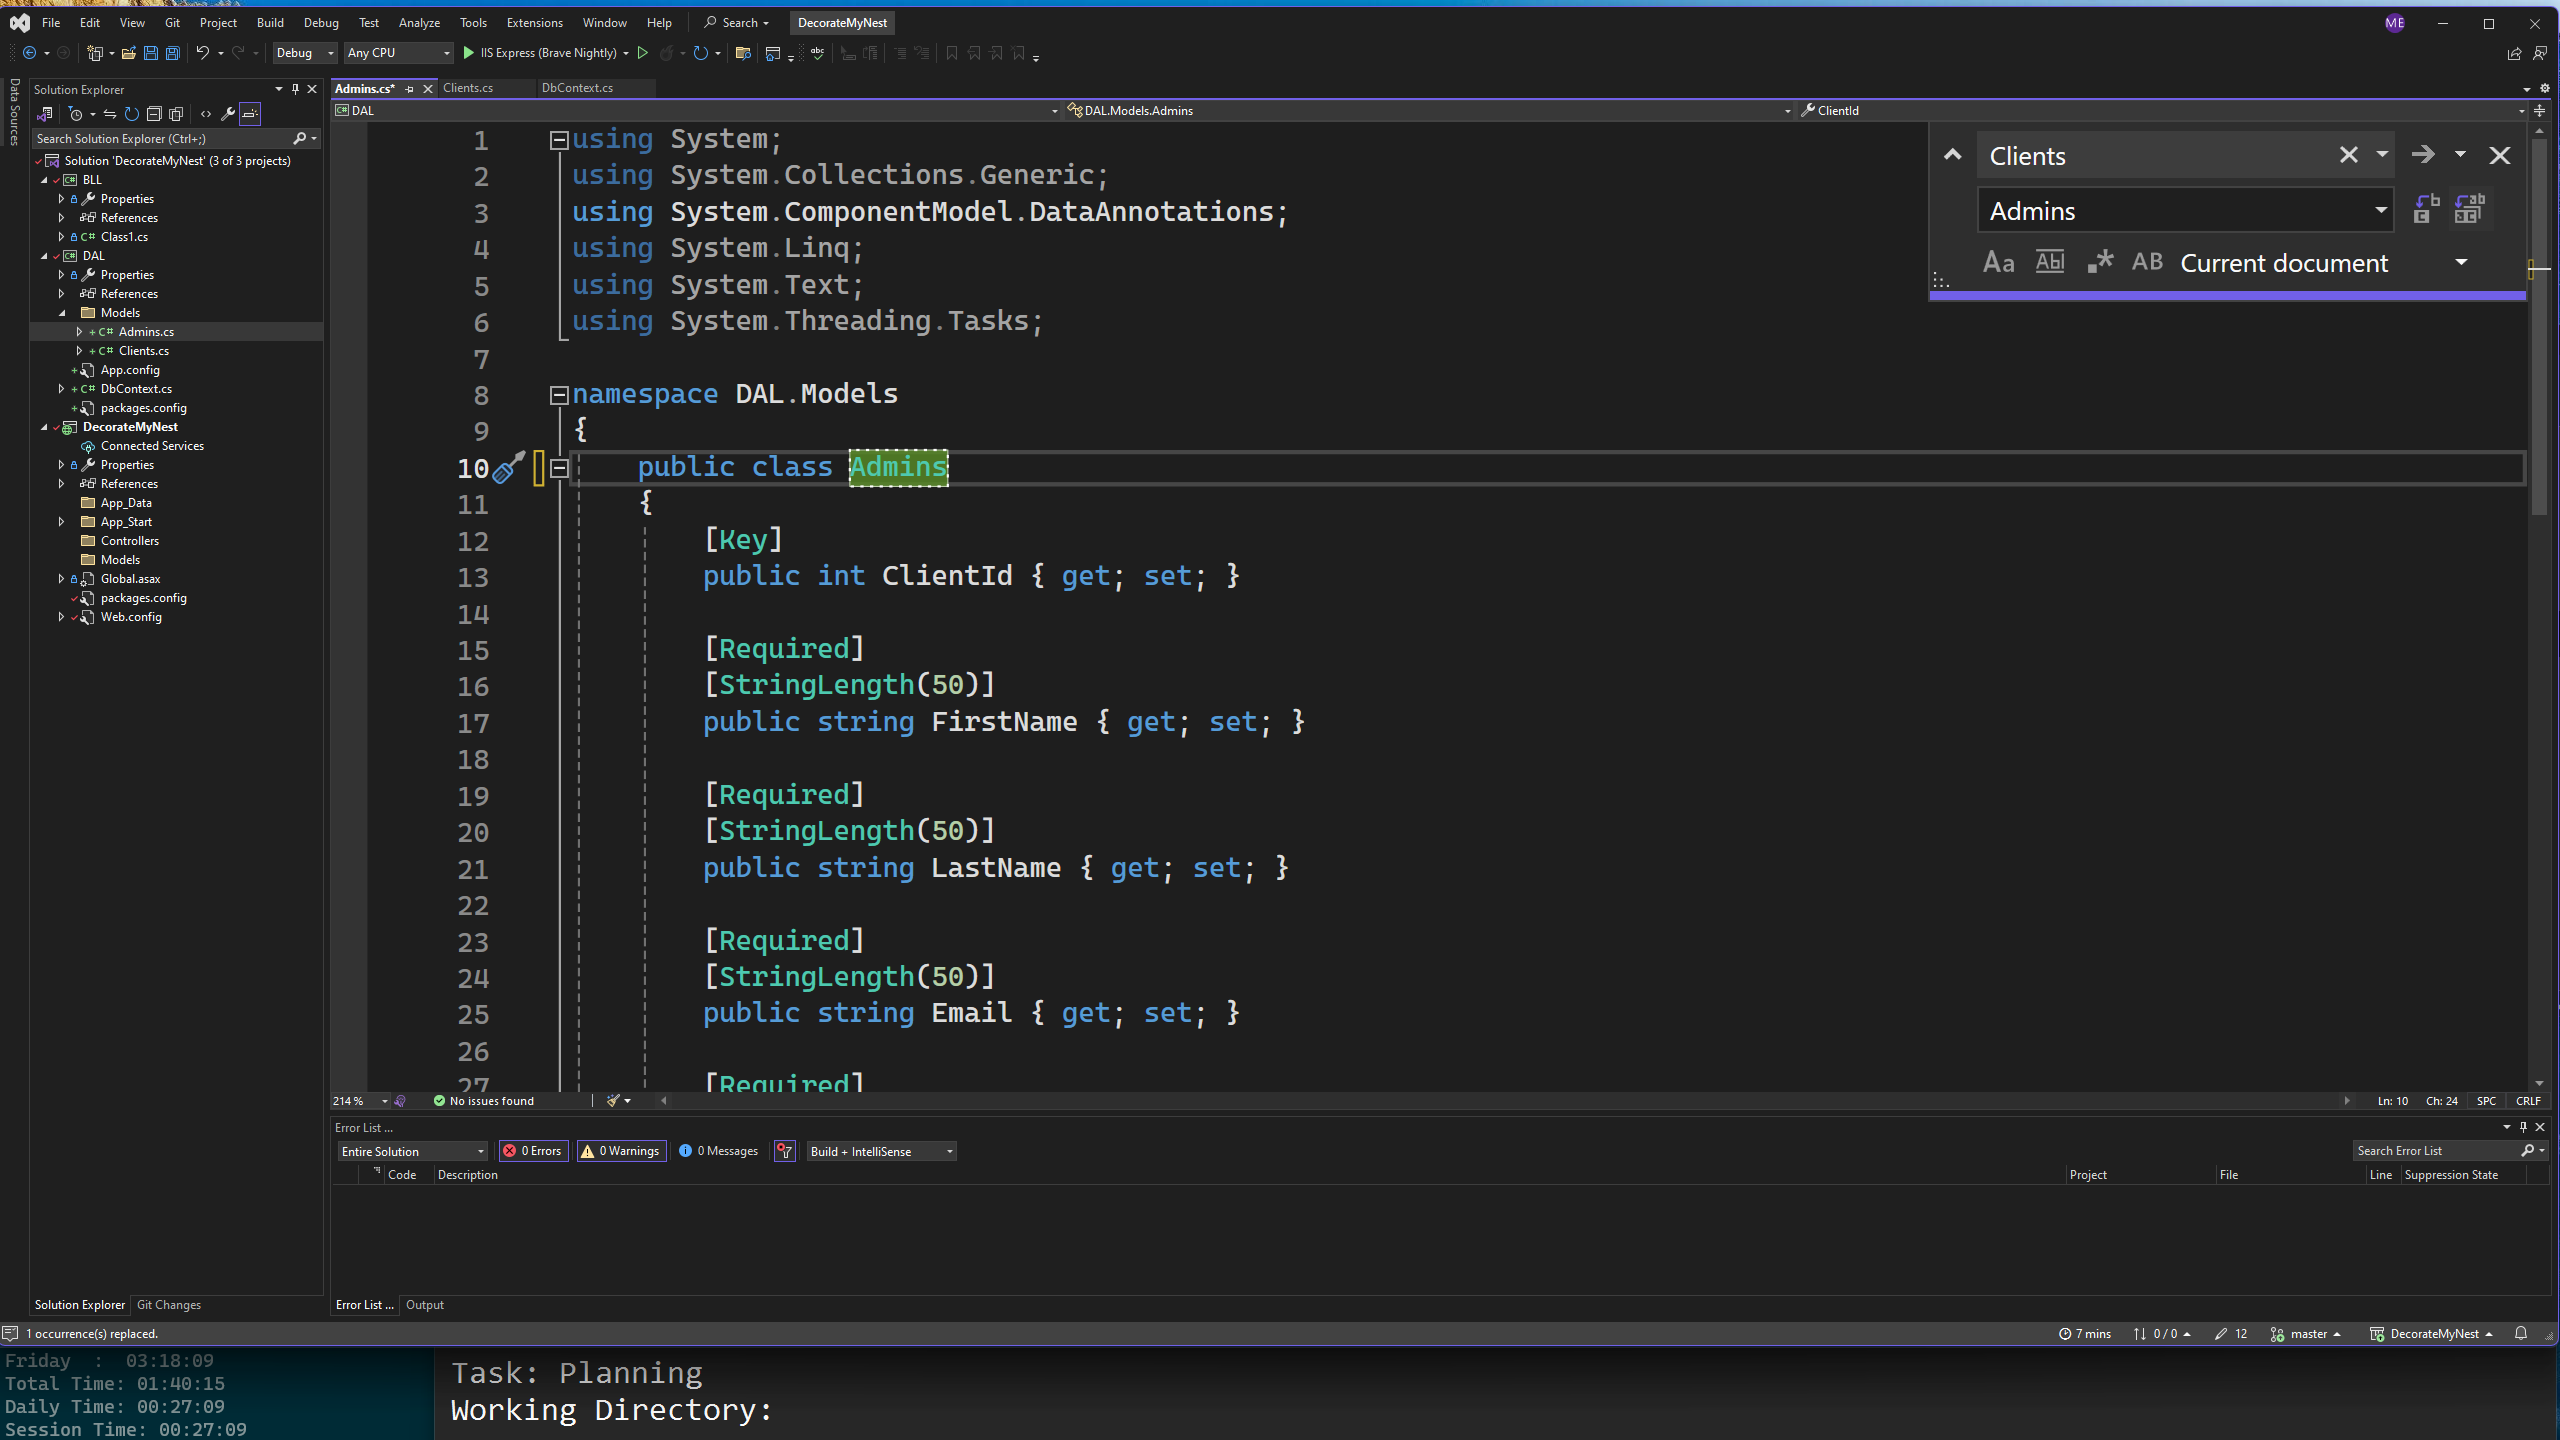 File Edit View Git Project Build Debug Test Analyze Tools Extensions Window Help Search DecorateMyNest ME
Debug Any CPU IIS Express (Brave Nightly)
Data Sources
Solution Explorer
Search Solution Explorer (Ctrl+;)
Solution 'DecorateMyNest' (3 of 3 projects)
BLL
Properties
References
C# Class1.cs
DAL
Properties
References
Models
C# Admins.cs
C# Clients.cs
App.config
C# DbContext.cs
packages.config
DecorateMyNest
Connected Services
Properties
References
App_Data
App_Start
Controllers
Models
Global.asax
packages.config
Web.config
Solution Explorer Git Changes
Admins.cs* Clients.cs DbContext.cs
DAL DAL.Models.Admins ClientId
1 using System;
2 using System.Collections.Generic;
3 using System.ComponentModel.DataAnnotations;
4 using System.Linq;
5 using System.Text;
6 using System.Threading.Tasks;
7
8 namespace DAL.Models
9 {
10 public class Admins
11 {
12 [Key]
13 public int ClientId { get; set; }
14
15 [Required]
16 [StringLength(50)]
17 public string FirstName { get; set; }
18
19 [Required]
20 [StringLength(50)]
21 public string LastName { get; set; }
22
23 [Required]
24 [StringLength(50)]
25 public string Email { get; set; }
26
27 [Required]
Clients
Admins
Aa Abl .* AB Current document
214 % No issues found Ln: 10 Ch: 24 SPC CRLF
Error List ...
Entire Solution 0 Errors 0 Warnings 0 Messages Build + IntelliSense Search Error List
Code Description Project File Line Suppression State
Error List ... Output
1 occurrence(s) replaced. 7 mins 0 / 0 12 master DecorateMyNest
Friday : 03:18:09
Total Time: 01:40:15
Daily Time: 00:27:09
Session Time: 00:27:09
Task: Planning
Working Directory: